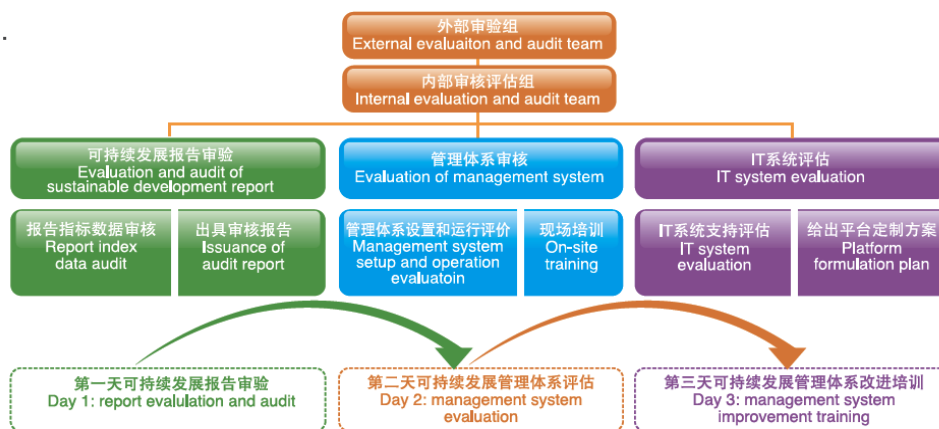 外部审验组
External evaluaiton and audit team
内部审核评估组
Internal evaluation and audit team
可持续发展报告审验
Evaluation and audit of
sustainable development report
管理体系审核
Evaluation of management system
IT系统评估
IT system evaluation
报告指标数据审核
Report index
data audit
出具审核报告
Issuance of
audit report
管理体系设置和运行评价
Management system
setup and operation
evaluatoin
现场培训
On-site
training
IT系统支持评估
IT system
evaluation
给出平台定制方案
Platform
formulation plan
第一天可持续发展报告审验
Day 1: report evalulation and audit
第二天可持续发展管理体系评估
Day 2: management system
evaluation
第三天可持续发展管理体系改进培训
Day 3: management system
improvement training